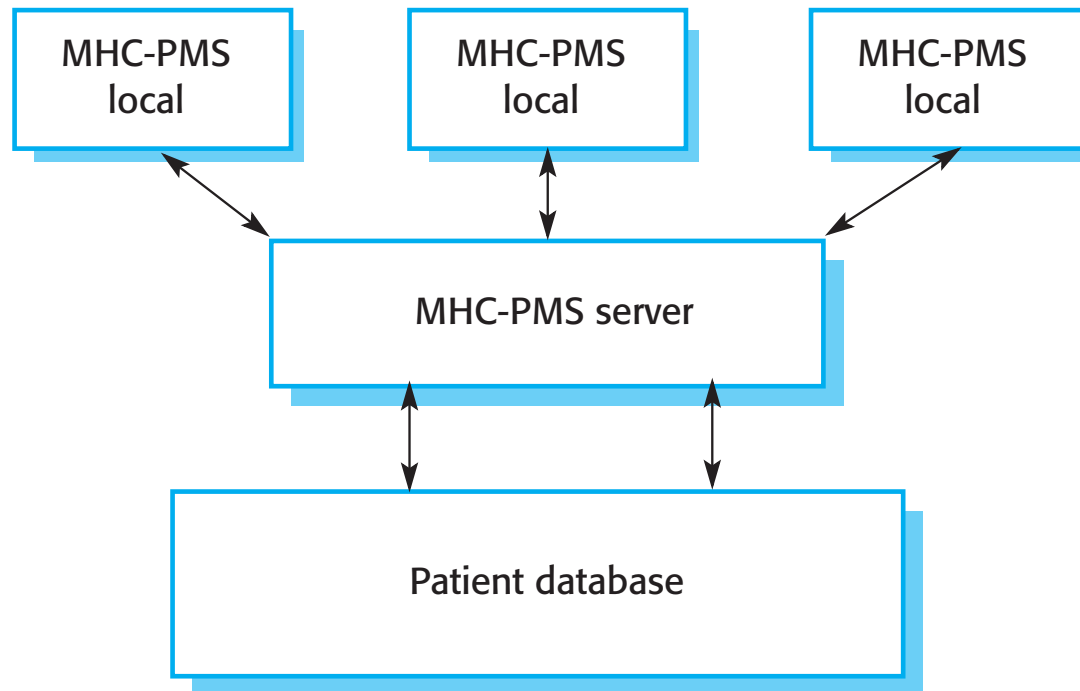 MHC-PMS
local
MHC-PMS
local
MHC-PMS
local
MHC-PMS server
Patient database